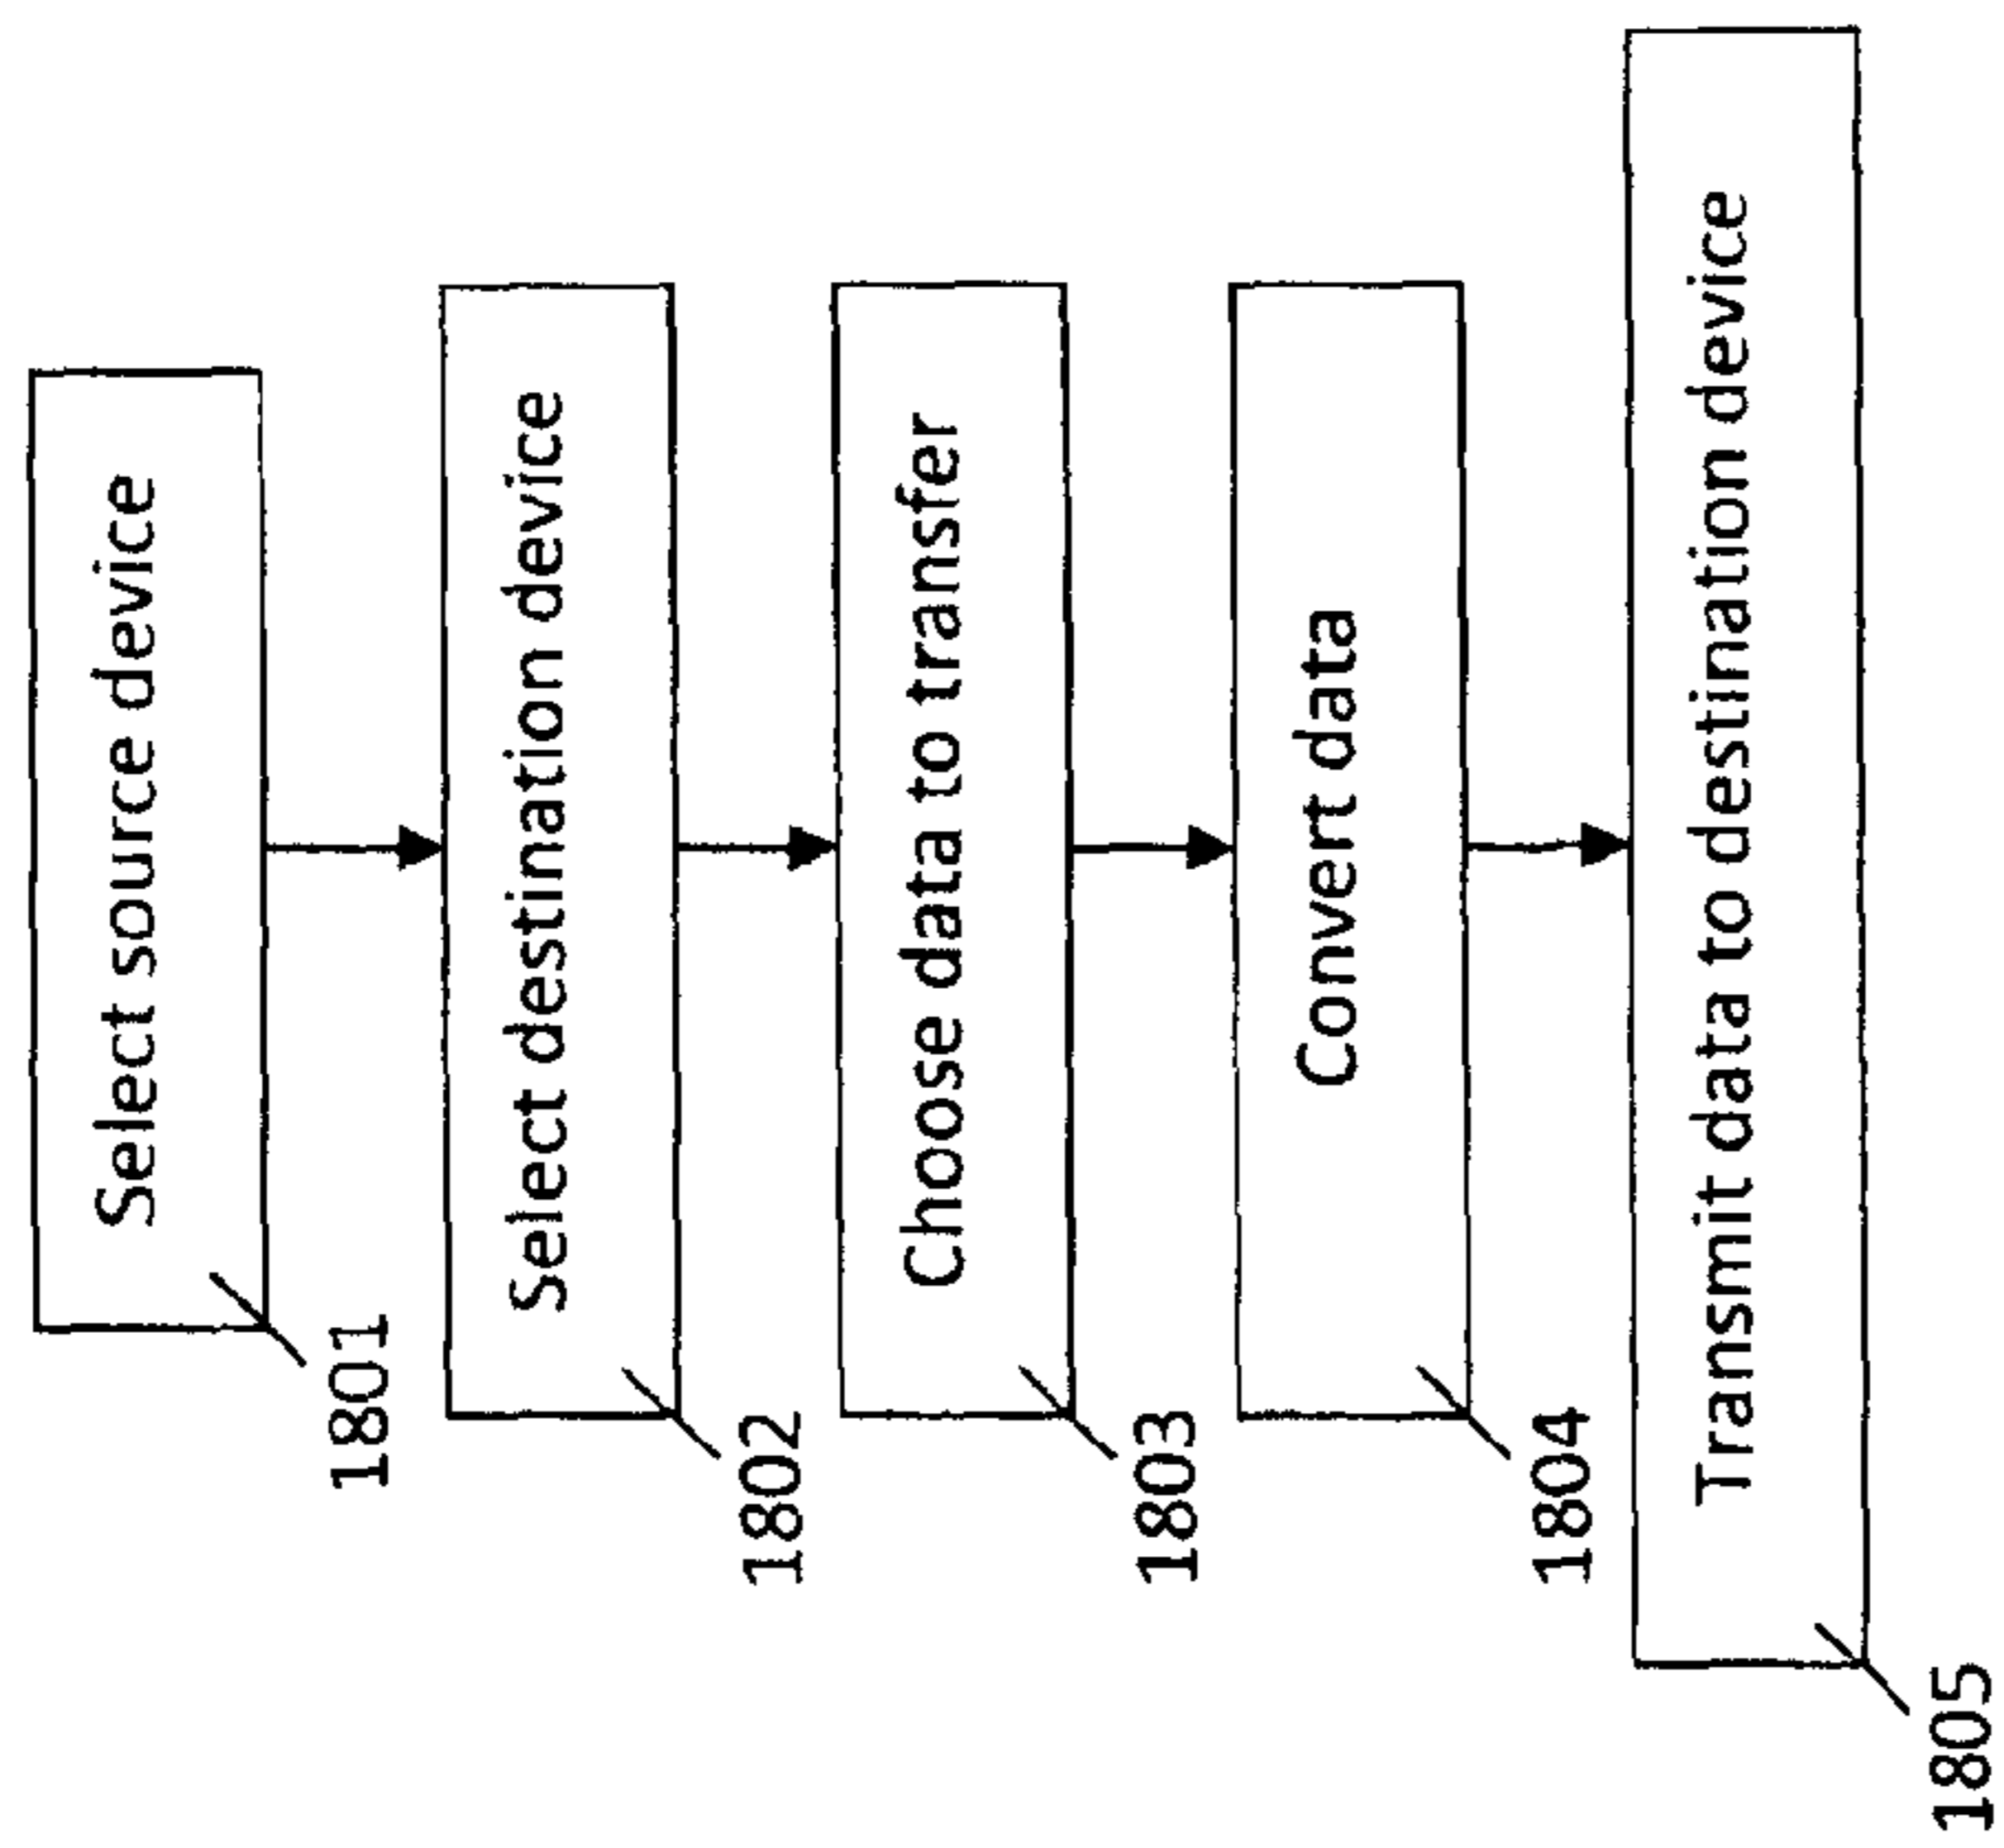 Select source device
1801
Select destination device
1802
Choose data to transfer
1803
Convert data
1804
Transmit data to destination device
1805